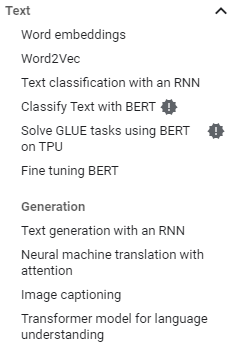 Text
Word embeddings
Word2Vec
Text classification with an RNN
Classify Text with BERT
Solve GLUE tasks using BERT
on TPU
Fine tuning BERT
Generation
Text generation with an RNN
Neural machine translation with
attention
Image captioning
Transformer model for language
understanding